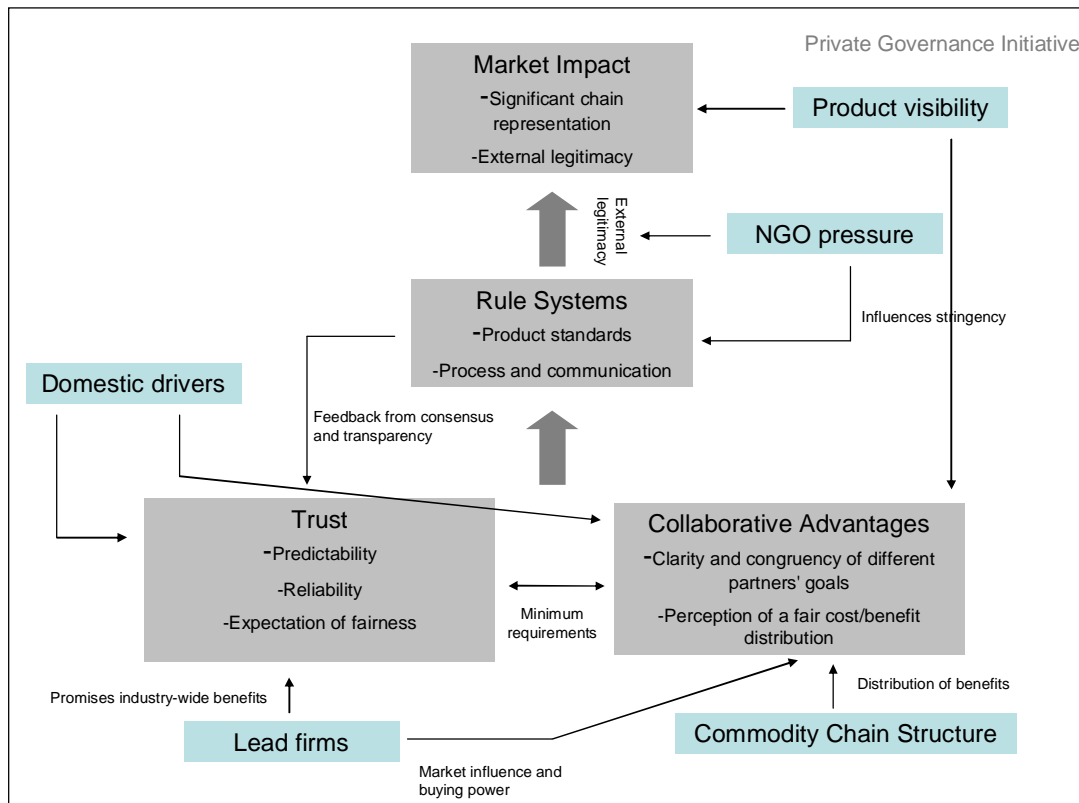 Private Governance Initiative
Market Impact
-Significant chain
representation
-External legitimacy
Product visibility
External
legitimacy
NGO pressure
Rule Systems
-Product standards
-Process and communication
Influences stringency
Domestic drivers
Feedback from consensus
and transparency
Trust
-Predictability
-Reliability
-Expectation of fairness
Minimum
requirements
Collaborative Advantages
-Clarity and congruency of different
partners' goals
-Perception of a fair cost/benefit
distribution
Promises industry-wide benefits
Distribution of benefits
Lead firms
Commodity Chain Structure
Market influence and
buying power